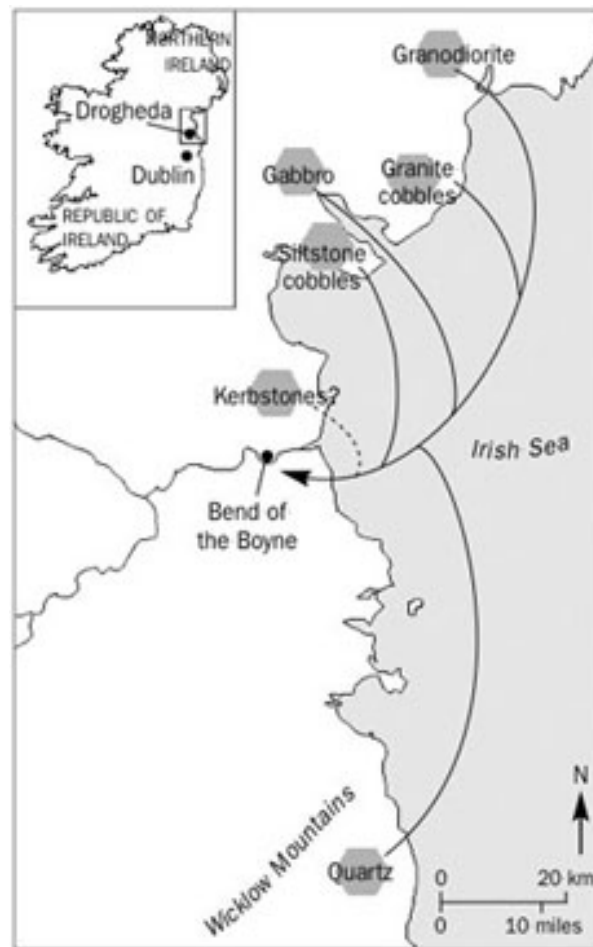 NORTHERN
IRELAND
Drogheda
Dublin
REPUBLIC OF
IRELAND
Granodiorite
Gabbro
Granite
cobbles
Siltstone
cobbles
Kerbstones?
Irish Sea
Bend of
the Boyne
Wicklow Mountains
Quartz
N
0 20 km
0 10 miles